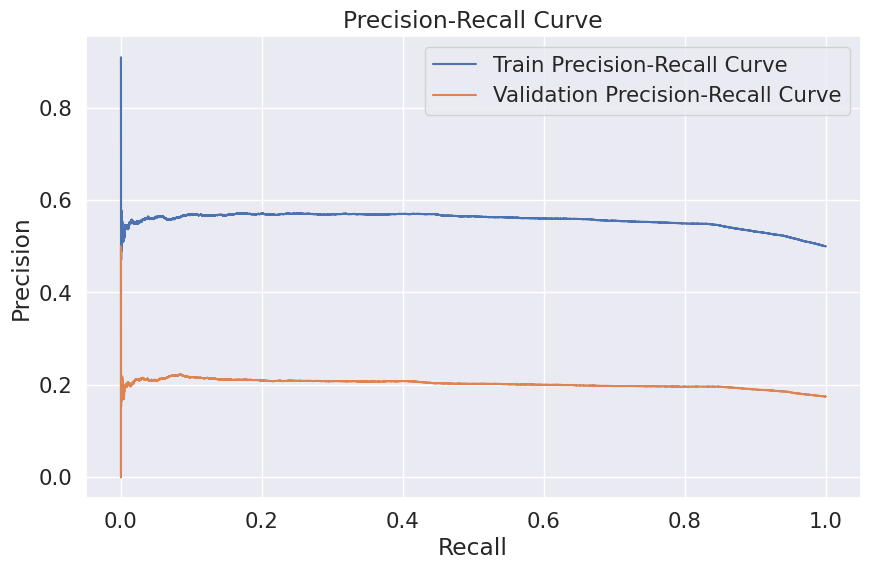 Precision-Recall Curve
Train Precision-Recall Curve
Validation Precision-Recall Curve
Precision
0.8
0.6
0.4
0.2
0.0
0.0 0.2 0.4 0.6 0.8 1.0
Recall